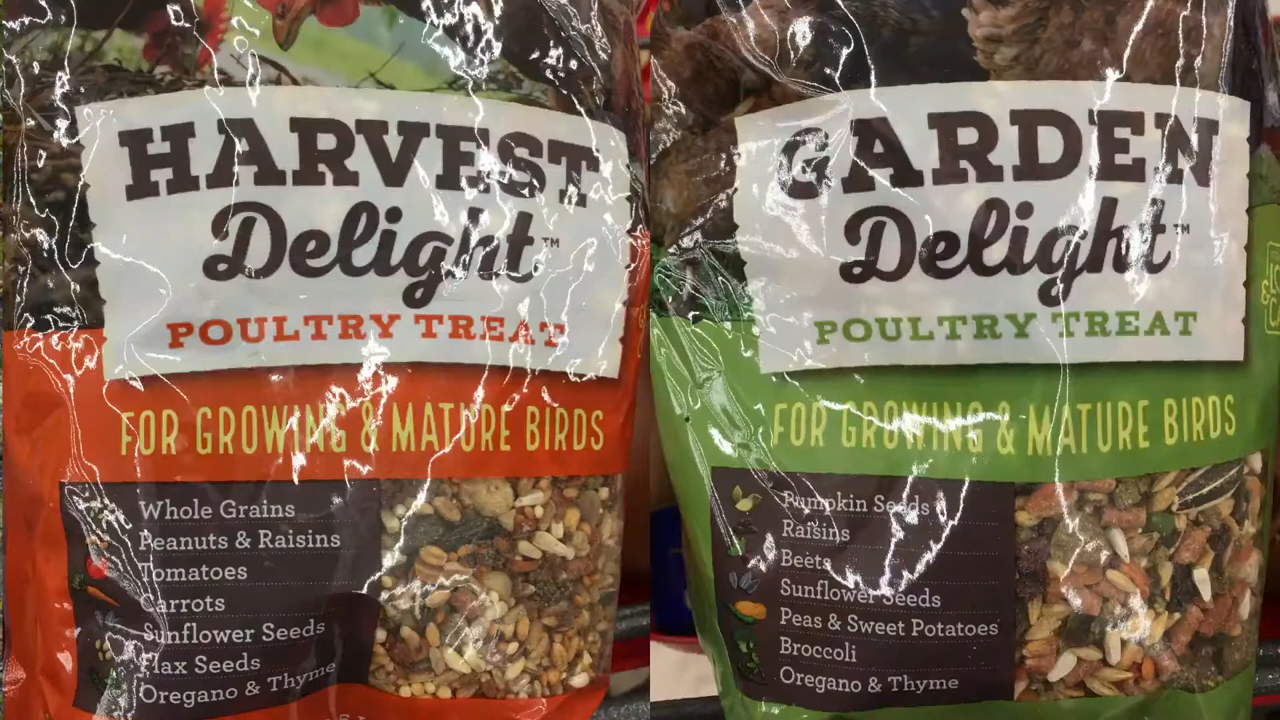 HARVEST
Delight™
POULTRY TREAT
FOR GROWING & MATURE BIRDS
Whole Grains
Peanuts & Raisins
Tomatoes
Carrots
Sunflower Seeds
Flax Seeds
Oregano & Thyme
GARDEN
Delight™
POULTRY TREAT
FOR GROWING & MATURE BIRDS
Pumpkin Seeds
Raisins
Beets
Sunflower Seeds
Peas & Sweet Potatoes
Broccoli
Oregano & Thyme